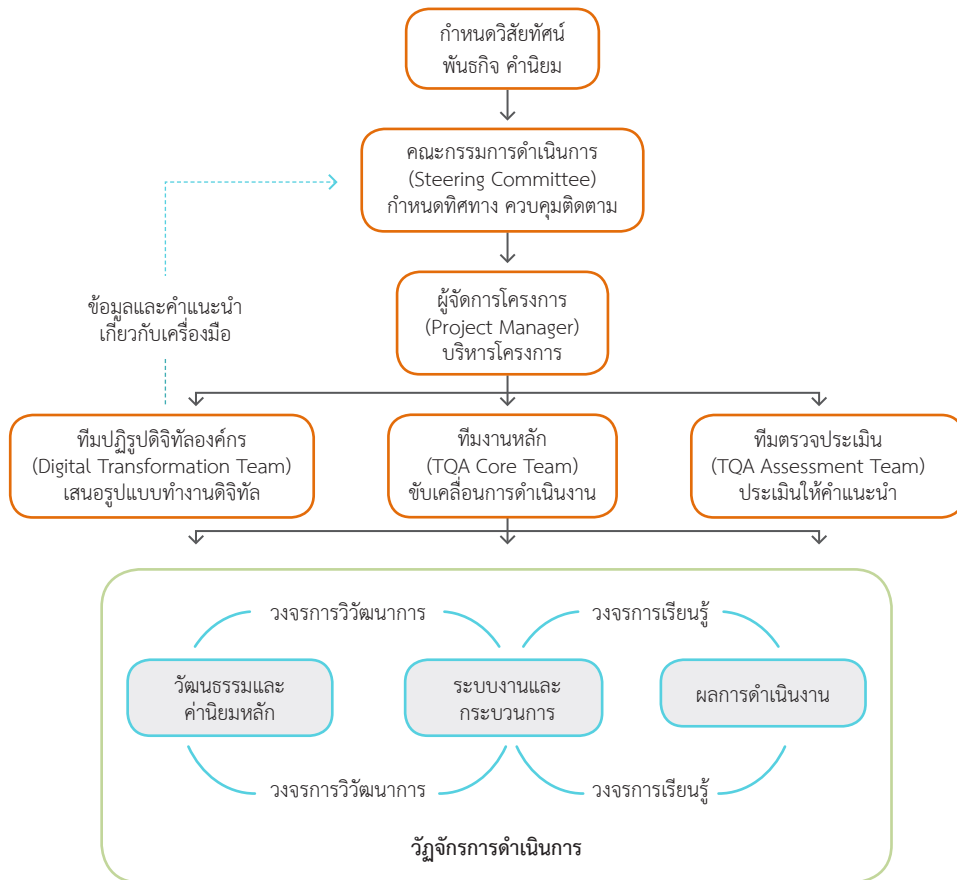 กำหนดวิสัยทัศน์
พันธกิจ คำนิยม
คณะกรรมการดำเนินการ
(Steering Committee)
กำหนดทิศทาง ควบคุมติดตาม
ข้อมูลและคำแนะนำ
เกี่ยวกับเครื่องมือ
ผู้จัดการโครงการ
(Project Manager)
บริหารโครงการ
ทีมปฏิรูปดิจิทัลองค์กร
(Digital Transformation Team)
เสนอรูปแบบทำงานดิจิทัล
ทีมงานหลัก
(TQA Core Team)
ขับเคลื่อนการดำเนินงาน
ทีมตรวจประเมิน
(TQA Assessment Team)
ประเมินให้คำแนะนำ
วงจรการวิวัฒนาการ
วงจรการเรียนรู้
วัฒนธรรมและ
ค่านิยมหลัก
ระบบงานและ
กระบวนการ
ผลการดำเนินงาน
วงจรการวิวัฒนาการ
วงจรการเรียนรู้
วัฏจักรการดำเนินการ